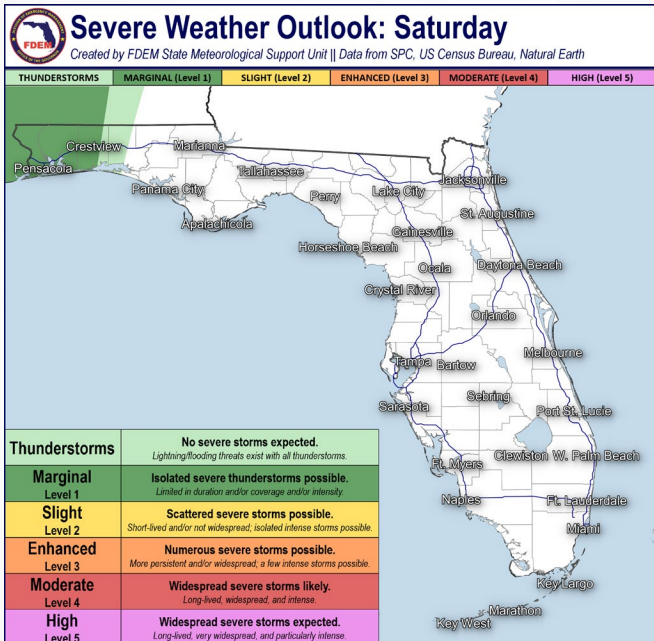 Severe Weather Outlook: Saturday
FDEM
Created by FDEM State Meteorological Support Unit || Data from SPC, US Census Bureau, Natural Earth
THUNDERSTORMS MARGINAL (Level 1) SLIGHT (Level 2) ENHANCED (Level 3) MODERATE (Level 4) HIGH (Level 5)
Crestview
Marianna
Pensacola
Tallahassee
Jacksonville
Panama City
Perry
Lake City
Apalachicola
St. Augustine
Gainesville
Horseshoe Beach
Ocala
Daytona Beach
Crystal River
Orlando
Melbourne
Tampa
Bartow
Sebring
Sarasota
Port St. Lucie
Clewiston
W. Palm Beach
Ft. Myers
Naples
Ft. Lauderdale
Miami
Key Largo
Marathon
Key West
Thunderstorms
No severe storms expected.
Lightning/flooding threats exist with all thunderstorms.
Marginal
Level 1
Isolated severe thunderstorms possible.
Limited in duration and/or coverage and/or intensity.
Slight
Level 2
Scattered severe storms possible.
Short-lived and/or not widespread; isolated intense storms possible.
Enhanced
Level 3
Numerous severe storms possible.
More persistent and/or widespread; a few intense storms possible.
Moderate
Level 4
Widespread severe storms likely.
Long-lived, widespread, and intense.
High
Level 5
Widespread severe storms expected.
Long-lived, very widespread, and particularly intense.